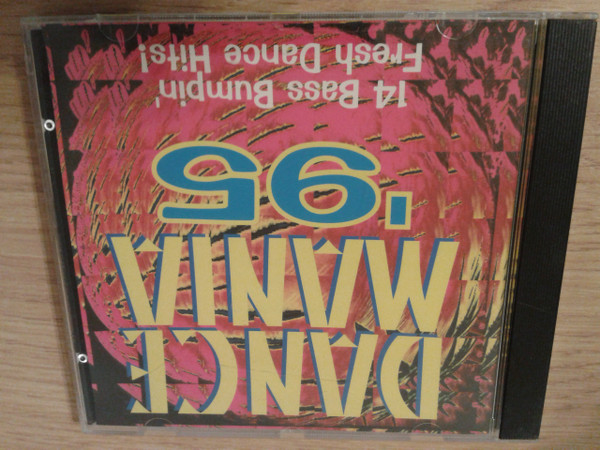 DANCE
MANIA
'95
14 Bass Bumpin'
Fresh Dance Hits!